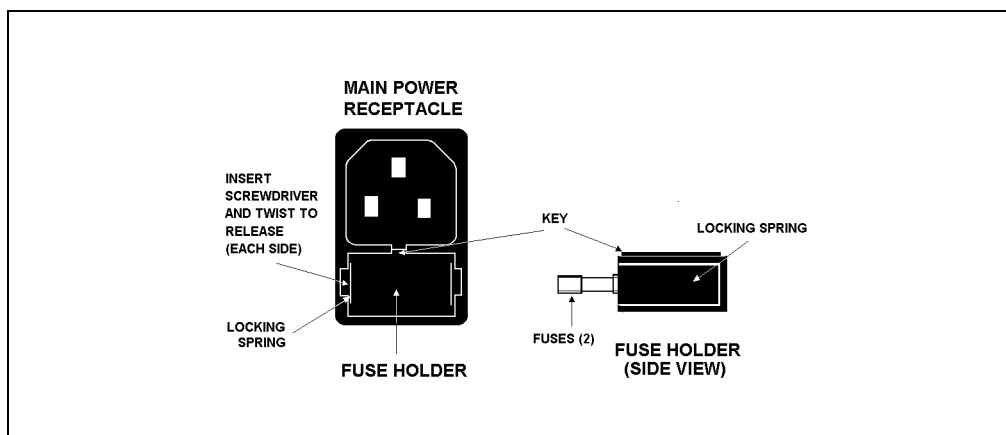 MAIN POWER
RECEPTACLE
INSERT
SCREWDRIVER
AND TWIST TO
RELEASE
(EACH SIDE)
KEY
LOCKING SPRING
LOCKING
SPRING
FUSES (2)
FUSE HOLDER
FUSE HOLDER
(SIDE VIEW)